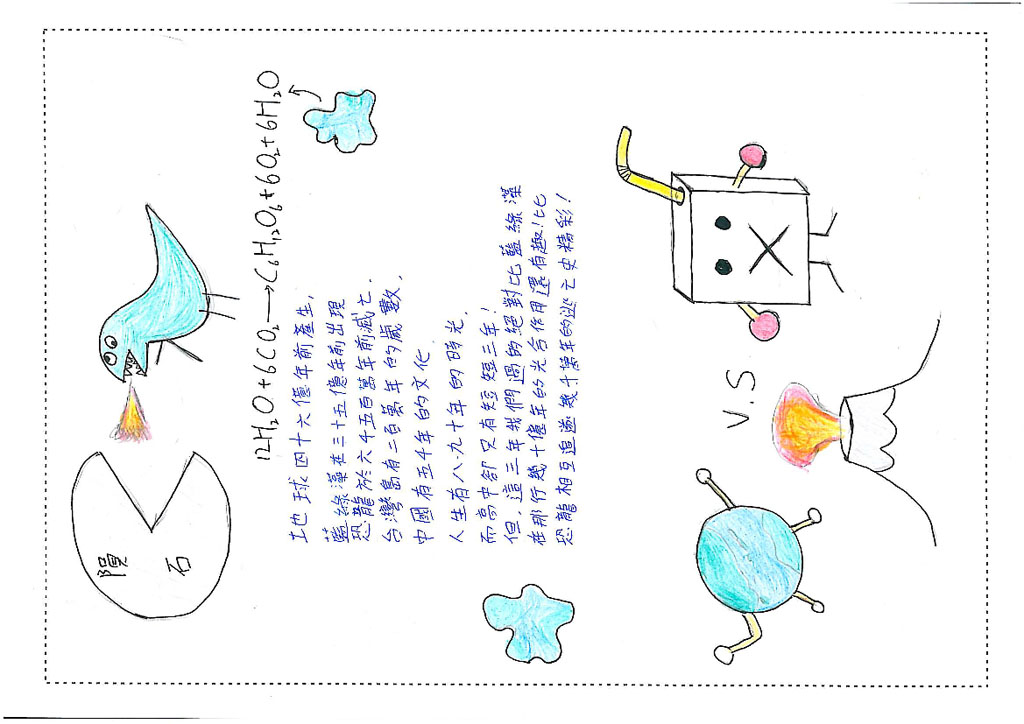 隕石
12H₂O+6CO₂→C₆H₁₂O₆+6O₂+6H₂O
地球四十六億年前產生,
藍綠藻在三十五億年前出現
恐龍於六千五百萬年前滅亡.
台灣島有二百萬年的歲數.
中國有五千年的文化
人生有八九十年的時光.
而高中卻只有短短三年!
但,這三年我們過的絕對比藍綠藻
在那行幾十億年的光合作用還有趣!比
恐龍相互追逐幾千萬年的逃亡史精彩!
V.S